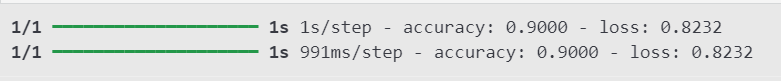 1/1 ━━━━━━━━━━━━━━━━━━━━ 1s 1s/step - accuracy: 0.9000 - loss: 0.8232
1/1 ━━━━━━━━━━━━━━━━━━━━ 1s 991ms/step - accuracy: 0.9000 - loss: 0.8232